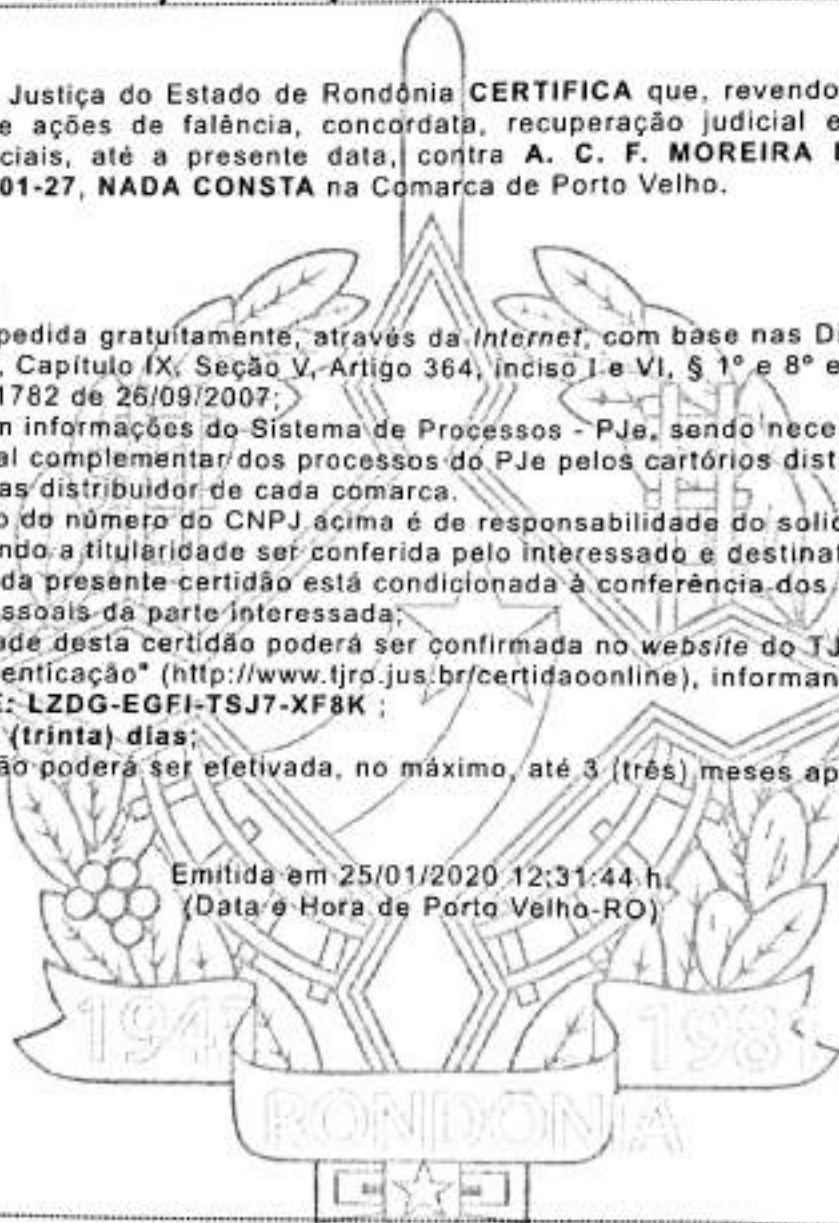 Justiça do Estado de Rondônia CERTIFICA que, revendo
e ações de falência, concordata, recuperação judicial e
ciais, até a presente data, contra A. C. F. MOREIRA
01-27, NADA CONSTA na Comarca de Porto Velho.
pedida gratuitamente, através da Internet, com base nas
, Capítulo IX, Seção V, Artigo 364, inciso I e VI, § 1º e 8º e
1782 de 26/09/2007;
informações do Sistema de Processos - PJe, sendo nece
al complementar dos processos do PJe pelos cartórios dist
as distribuidor de cada comarca.
o do número do CNPJ acima é de responsabilidade do solic
ndo a titularidade ser conferida pelo interessado e destina
da presente certidão está condicionada à conferência dos
ssoais da parte interessada;
ade desta certidão poderá ser confirmada no website do TJ
enticação" (http://www.tjro.jus.br/certidaoonline), informan
E: LZDG-EGFI-TSJ7-XF8K ;
(trinta) dias;
ão poderá ser efetivada, no máximo, até 3 (três) meses ap
Emitida em 25/01/2020 12:31:44 h.
(Data e Hora de Porto Velho-RO)
194 1981
RONDÔNIA